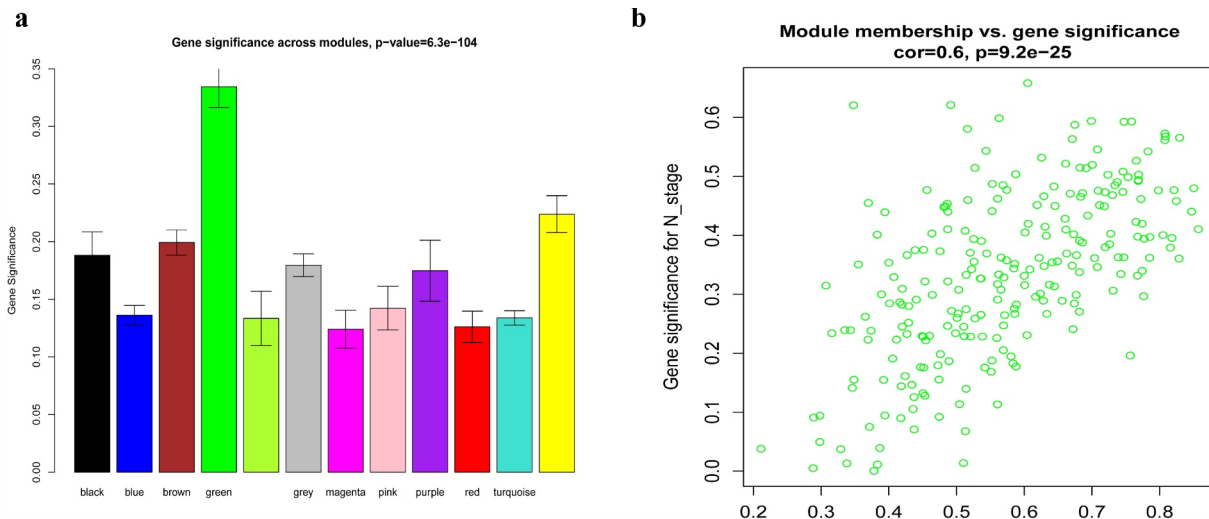 a
Gene significance across modules, p-value=6.3e-104
Gene Significance
0.35
0.30
0.25
0.20
0.15
0.10
0.05
0.00
black blue brown green grey magenta pink purple red turquoise
b
Module membership vs. gene significance
cor=0.6, p=9.2e-25
Gene significance for N_stage
0.6
0.5
0.4
0.3
0.2
0.1
0.0
0.2 0.3 0.4 0.5 0.6 0.7 0.8